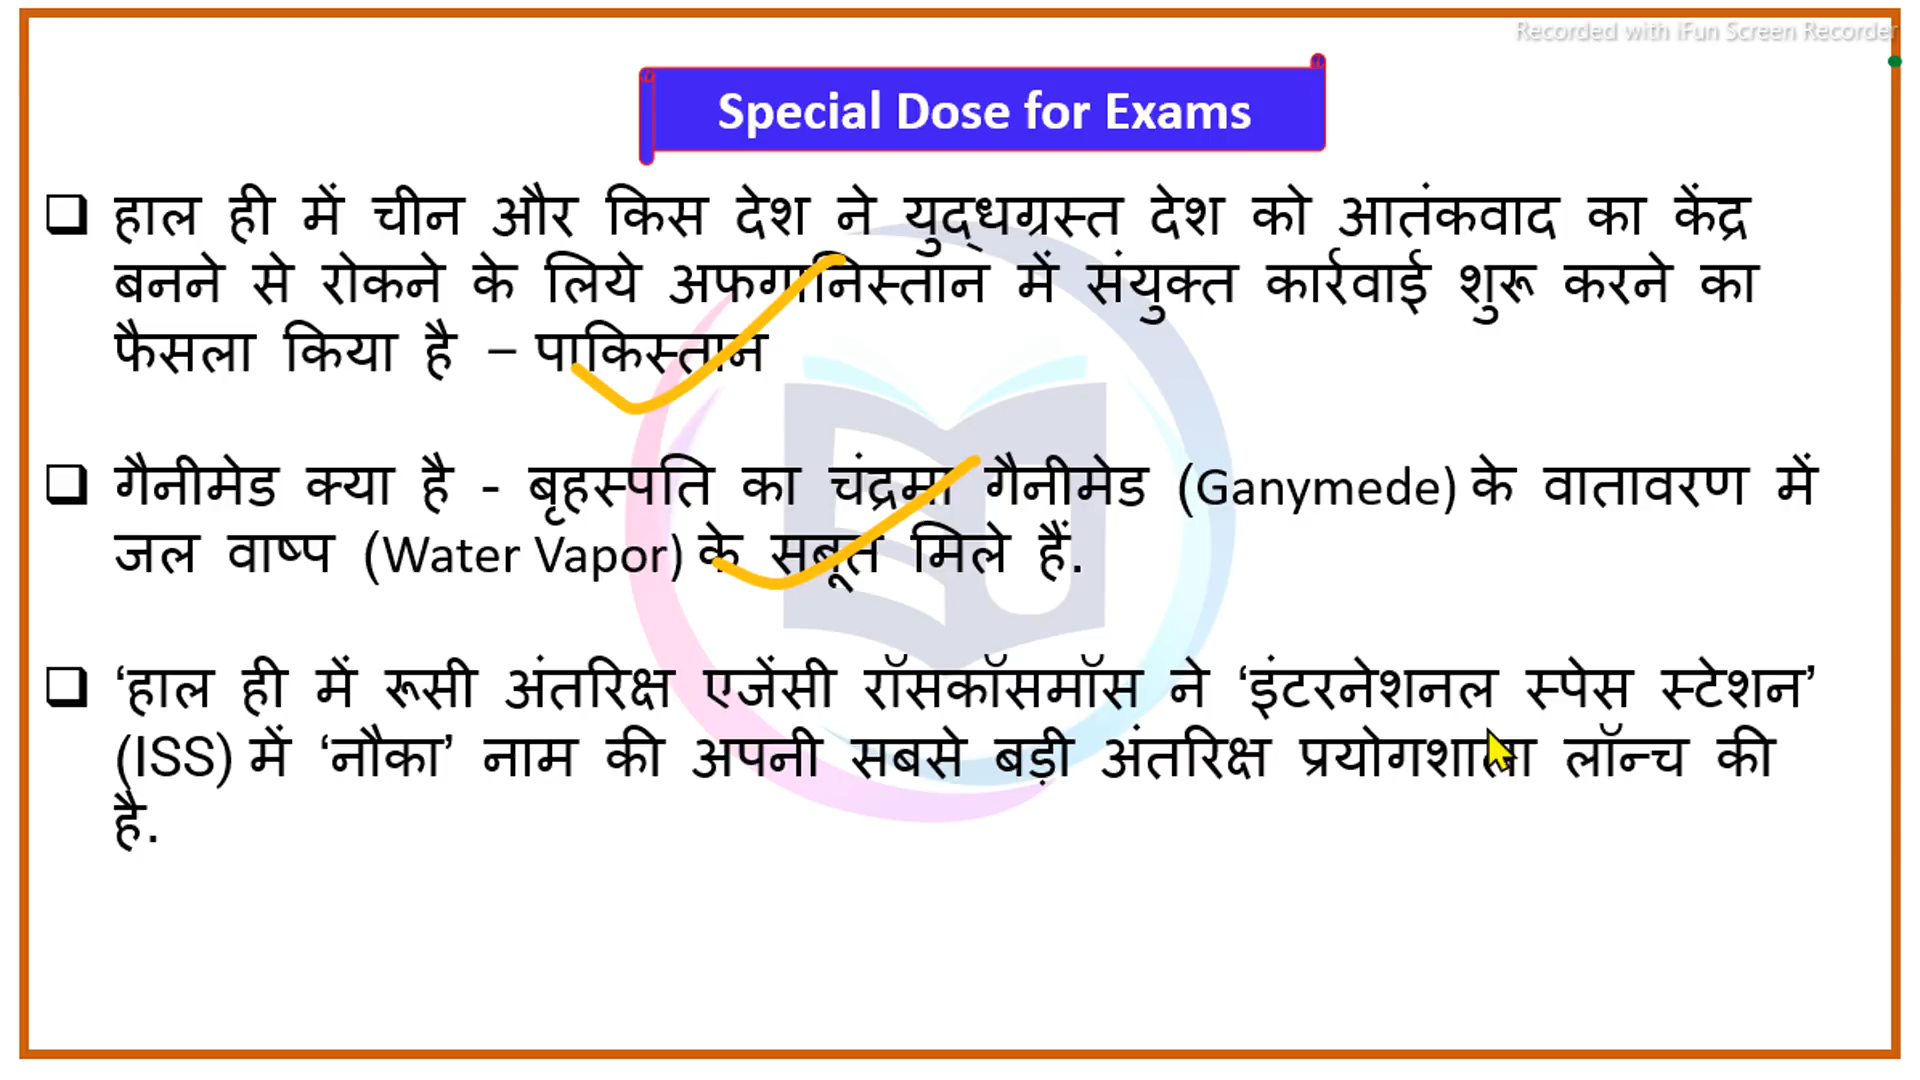 Recorded with iFun Screen Recorder
Special Dose for Exams
हाल ही में चीन और किस देश ने युद्धग्रस्त देश को आतंकवाद का केंद्र
बनने से रोकने के लिये अफगानिस्तान में संयुक्त कार्रवाई शुरू करने का
फैसला किया है – पाकिस्तान
गैनीमेड क्या है - बृहस्पति का चंद्रमा गैनीमेड (Ganymede) के वातावरण में
जल वाष्प (Water Vapor) के सबूत मिले हैं.
‘हाल ही में रूसी अंतरिक्ष एजेंसी रॉसकॉसमॉस ने ‘इंटरनेशनल स्पेस स्टेशन’
(ISS) में ‘नौका’ नाम की अपनी सबसे बड़ी अंतरिक्ष प्रयोगशाला लॉन्च की
है.